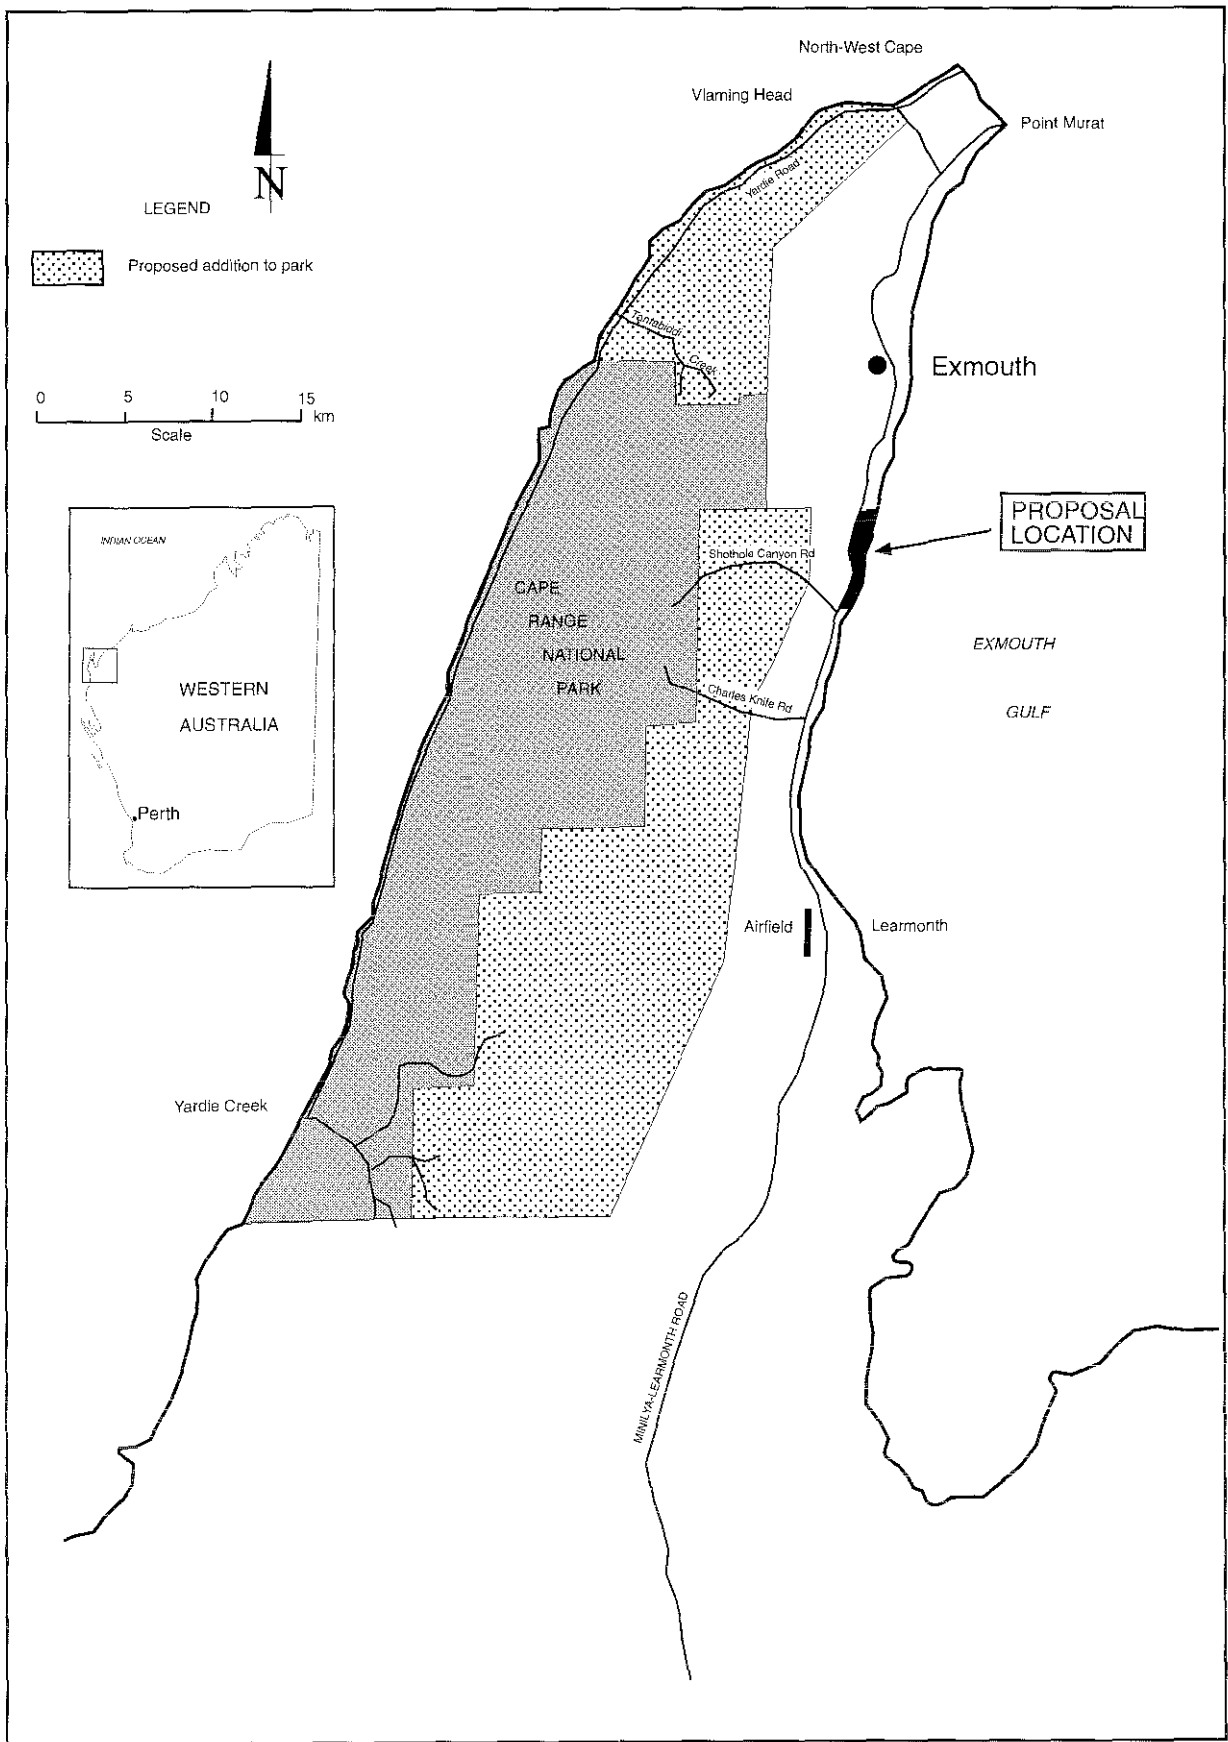 North-West Cape
Vlaming Head
Point Murat
N
LEGEND
Yardie Road
Proposed addition to park
Tantabiddi
Creek
Exmouth
0 5 10 15
km
Scale
PROPOSAL
LOCATION
INDIAN OCEAN
Shothole Canyon Rd
CAPE
RANGE
NATIONAL
PARK
EXMOUTH
GULF
WESTERN
AUSTRALIA
Charles Knife Rd
Perth
Airfield
Learmonth
Yardie Creek
MINILYA-LEARMONTH ROAD